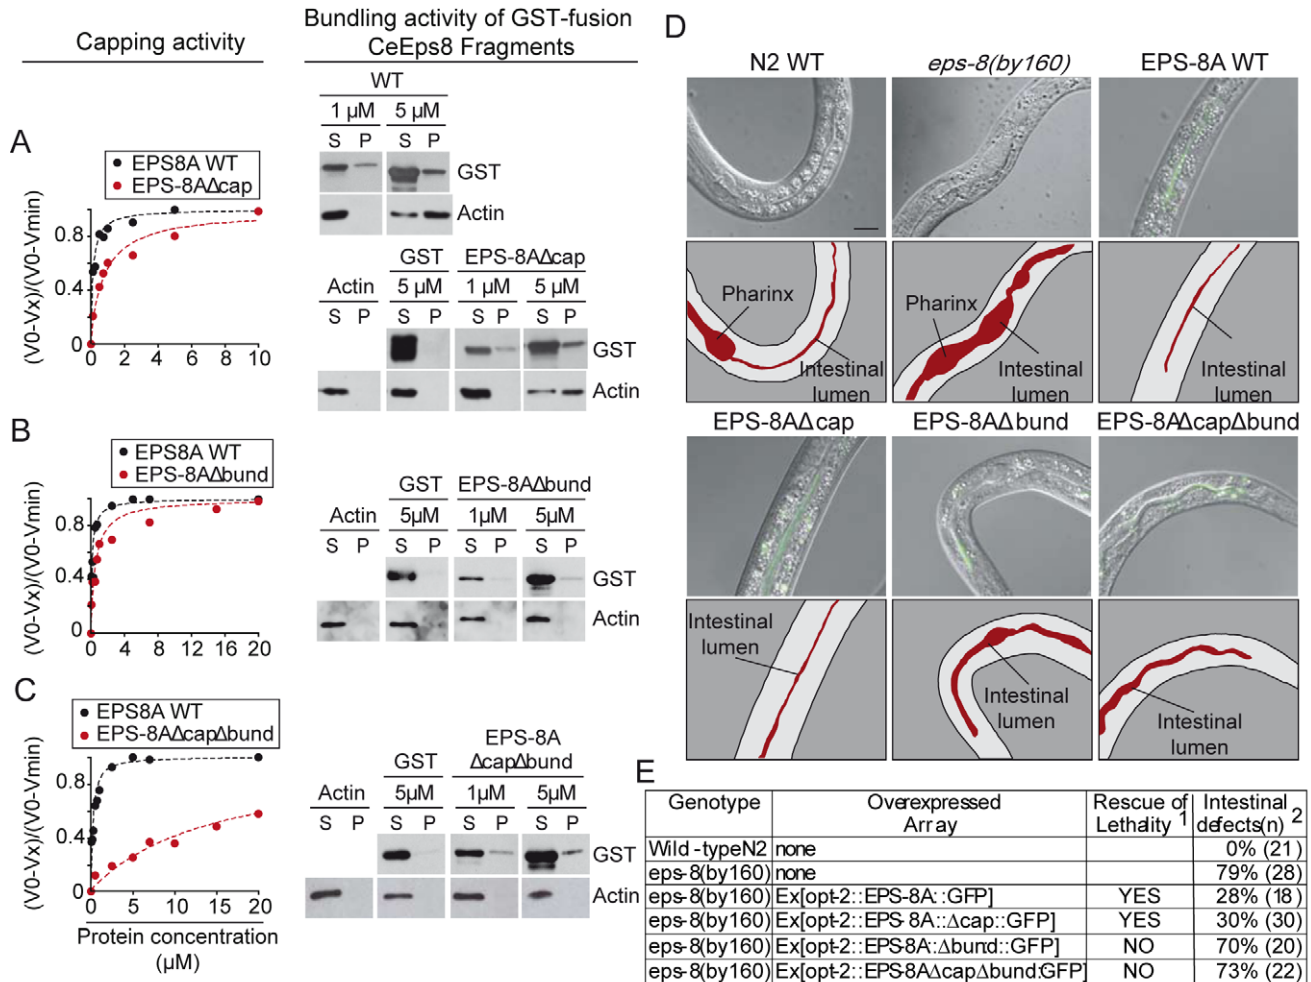 Capping activity
Bundling activity of GST-fusion
CeEps8 Fragments
A
EPS8A WT
EPS-8AΔcap
(V0-Vx)/(V0-Vmin)
0.8
0.4
0
0 2 4 6 8 10
WT
1 µM 5 µM
S P S P
GST
Actin
GST EPS-8AΔcap
Actin 5 µM 1 µM 5 µM
S P S P S P S P
GST
Actin
B
EPS8A WT
EPS-8AΔbund
(V0-Vx)/(V0-Vmin)
0.8
0.4
0
0 4 8 12 16 20
GST EPS-8AΔbund
Actin 5µM 1µM 5µM
S P S P S P S P
GST
Actin
C
EPS8A WT
EPS-8AΔcapΔbund
(V0-Vx)/(V0-Vmin)
0.8
0.4
0
0 5 10 15 20
Protein concentration
(µM)
EPS-8A
GST ΔcapΔbund
Actin 5µM 1µM 5µM
S P S P S P S P
GST
Actin
D
N2 WT eps-8(by160) EPS-8A WT
Pharinx
Intestinal
lumen
Pharinx
Intestinal
lumen
Intestinal
lumen
EPS-8AΔcap EPS-8AΔbund EPS-8AΔcapΔbund
Intestinal
lumen
Intestinal
lumen
Intestinal
lumen
E
Genotype Overexpressed Array Rescue of Lethality 1 Intestinal defects(n) 2
Wild-typeN2 none 0% (21)
eps-8(by160) none 79% (28)
eps-8(by160) Ex[opt-2::EPS-8A::GFP] YES 28% (18)
eps-8(by160) Ex[opt-2::EPS-8A::Δcap::GFP] YES 30% (30)
eps-8(by160) Ex[opt-2::EPS-8A::Δbund::GFP] NO 70% (20)
eps-8(by160) Ex[opt-2::EPS-8AΔcapΔbund:GFP] NO 73% (22)